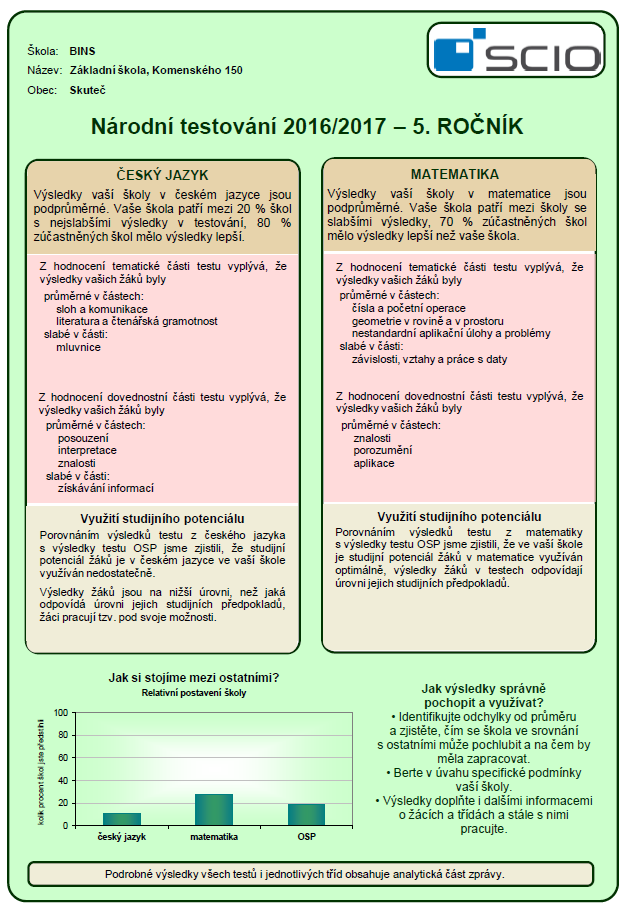 Škola: BINS
Název: Základní škola, Komenského 150
Obec: Skuteč
SCIO
Národní testování 2016/2017 – 5. ROČNÍK
ČESKÝ JAZYK
Výsledky vaší školy v českém jazyce jsou
podprůměrné. Vaše škola patří mezi 20 % škol
s nejslabšími výsledky v testování, 80 %
zúčastněných škol mělo výsledky lepší.
Z hodnocení tematické části testu vyplývá, že
výsledky vašich žáků byly
průměrné v částech:
sloh a komunikace
literatura a čtenářská gramotnost
slabé v části:
mluvnice
Z hodnocení dovednostní části testu vyplývá, že
výsledky vašich žáků byly
průměrné v částech:
posouzení
interpretace
znalosti
slabé v části:
získávání informací
Využití studijního potenciálu
Porovnáním výsledků testu z českého jazyka
s výsledky testu OSP jsme zjistili, že studijní
potenciál žáků je v českém jazyce ve vaší škole
využíván nedostatečně.
Výsledky žáků jsou na nižší úrovni, než jaká
odpovídá úrovni jejich studijních předpokladů,
žáci pracují tzv. pod svoje možnosti.
MATEMATIKA
Výsledky vaší školy v matematice jsou
podprůměrné. Vaše škola patří mezi školy se
slabšími výsledky, 70 % zúčastněných škol
mělo výsledky lepší než vaše škola.
Z hodnocení tematické části testu vyplývá, že
výsledky vašich žáků byly
průměrné v částech:
čísla a početní operace
geometrie v rovině a v prostoru
nestandardní aplikační úlohy a problémy
slabé v části:
závislosti, vztahy a práce s daty
Z hodnocení dovednostní části testu vyplývá, že
výsledky vašich žáků byly
průměrné v částech:
znalosti
porozumění
aplikace
Využití studijního potenciálu
Porovnáním výsledků testu z matematiky
s výsledky testu OSP jsme zjistili, že ve vaší škole
je studijní potenciál žáků v matematice využíván
optimálně, výsledky žáků v testech odpovídají
úrovni jejich studijních předpokladů.
Jak si stojíme mezi ostatními?
Relativní postavení školy
kolik procent škol jste předstihli
100
80
60
40
20
0
český jazyk matematika OSP
Jak výsledky správně
pochopit a využívat?
• Identifikujte odchylky od průměru
a zjistěte, čím se škola ve srovnání
s ostatními může pochlubit a na čem by
měla zapracovat.
• Berte v úvahu specifické podmínky
vaší školy.
• Výsledky doplňte i dalšími informacemi
o žácích a třídách a stále s nimi
pracujte.
Podrobné výsledky všech testů i jednotlivých tříd obsahuje analytická část zprávy.